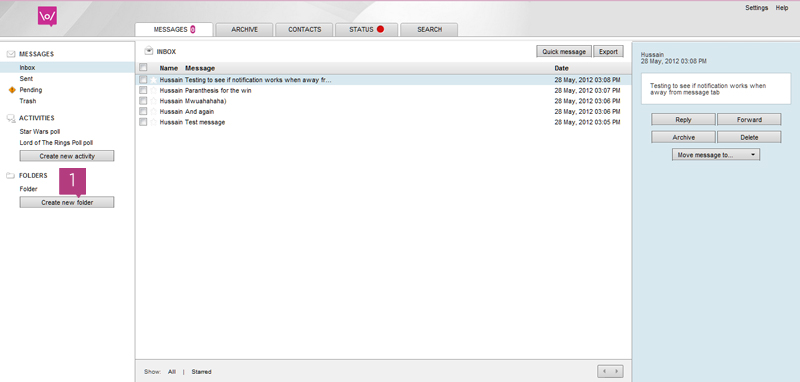 Settings Help
\o/
MESSAGES 0 ARCHIVE CONTACTS STATUS SEARCH
MESSAGES
Inbox
Sent
Pending
Trash
ACTIVITIES
Star Wars poll
Lord of The Rings Poll poll
Create new activity
FOLDERS
1
Folder
Create new folder
INBOX Quick message Export
Name Message Date
Hussain Testing to see if notification works when away fr... 28 May, 2012 03:08 PM
Hussain Paranthesis for the win 28 May, 2012 03:07 PM
Hussain Mwuahahaha) 28 May, 2012 03:06 PM
Hussain And again 28 May, 2012 03:06 PM
Hussain Test message 28 May, 2012 03:05 PM
Show: All | Starred
Hussain
28 May, 2012 03:08 PM
Testing to see if notification works when
away from message tab
Reply Forward
Archive Delete
Move message to...